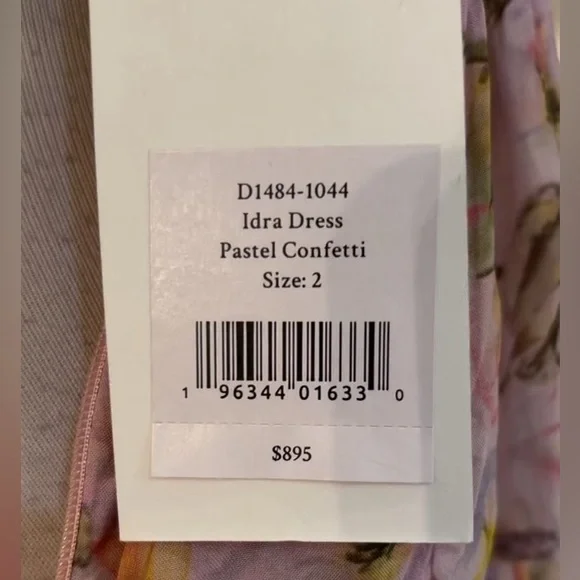 D1484-1044
Idra Dress
Pastel Confetti
Size: 2
1 96344 01633 0
$895